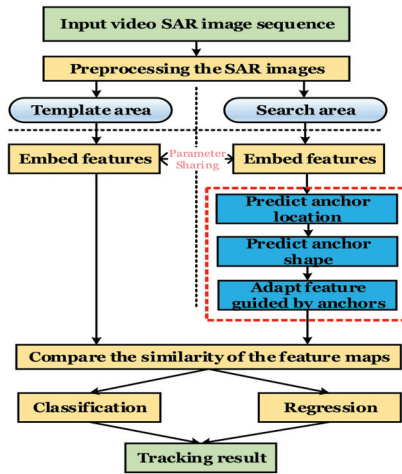 Input video SAR image sequence
Preprocessing the SAR images
Template area
Search area
Embed features
Parameter
Sharing
Embed features
Predict anchor
location
Predict anchor
shape
Adapt feature
guided by anchors
Compare the similarity of the feature maps
Classification
Regression
Tracking result